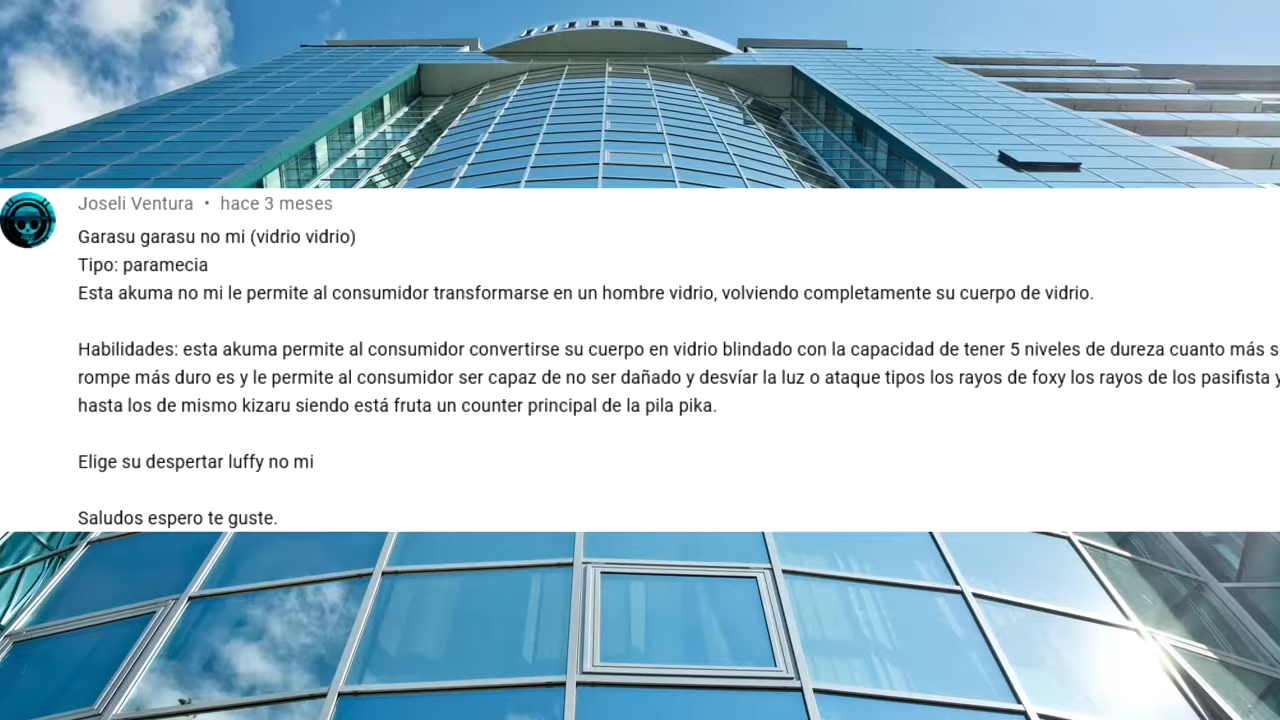 Joseli Ventura • hace 3 meses
Garasu garasu no mi (vidrio vidrio)
Tipo: paramecia
Esta akuma no mi le permite al consumidor transformarse en un hombre vidrio, volviendo completamente su cuerpo de vidrio.
Habilidades: esta akuma permite al consumidor convertirse su cuerpo en vidrio blindado con la capacidad de tener 5 niveles de dureza cuanto más s
rompe más duro es y le permite al consumidor ser capaz de no ser dañado y desvíar la luz o ataque tipos los rayos de foxy los rayos de los pasifista y
hasta los de mismo kizaru siendo está fruta un counter principal de la pila pika.
Elige su despertar luffy no mi
Saludos espero te guste.